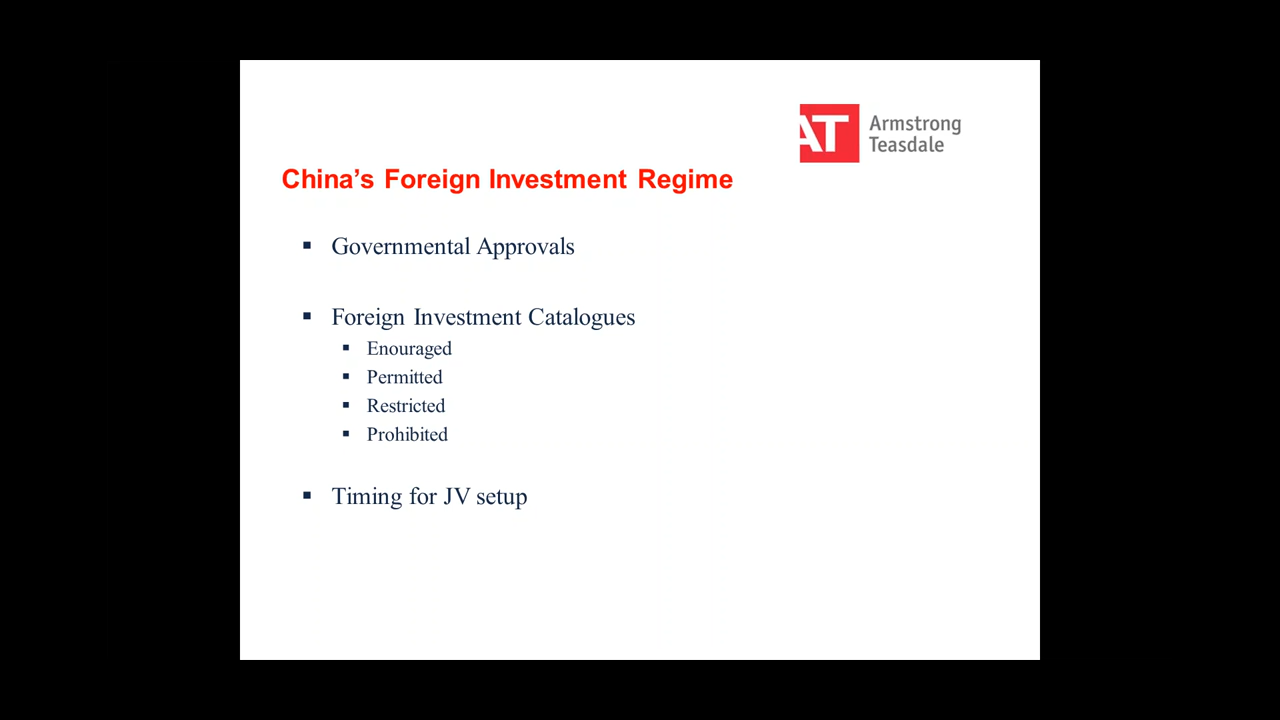 AT Armstrong
Teasdale
China’s Foreign Investment Regime
Governmental Approvals
Foreign Investment Catalogues
Enouraged
Permitted
Restricted
Prohibited
Timing for JV setup